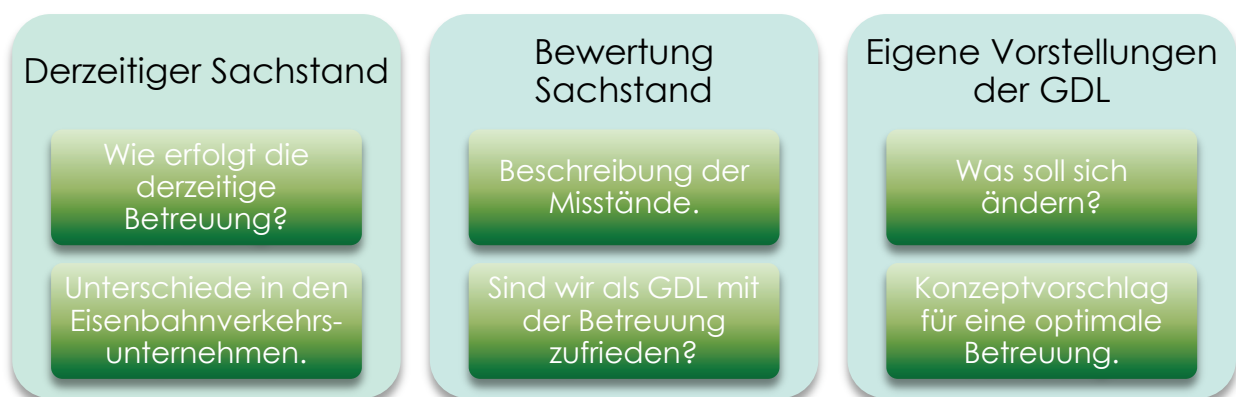 Derzeitiger Sachstand
Wie erfolgt die
derzeitige
Betreuung?
Unterschiede in den
Eisenbahnverkehrs-
unternehmen.
Bewertung
Sachstand
Beschreibung der
Misstände.
Sind wir als GDL mit
der Betreuung
zufrieden?
Eigene Vorstellungen
der GDL
Was soll sich
ändern?
Konzeptvorschlag
für eine optimale
Betreuung.